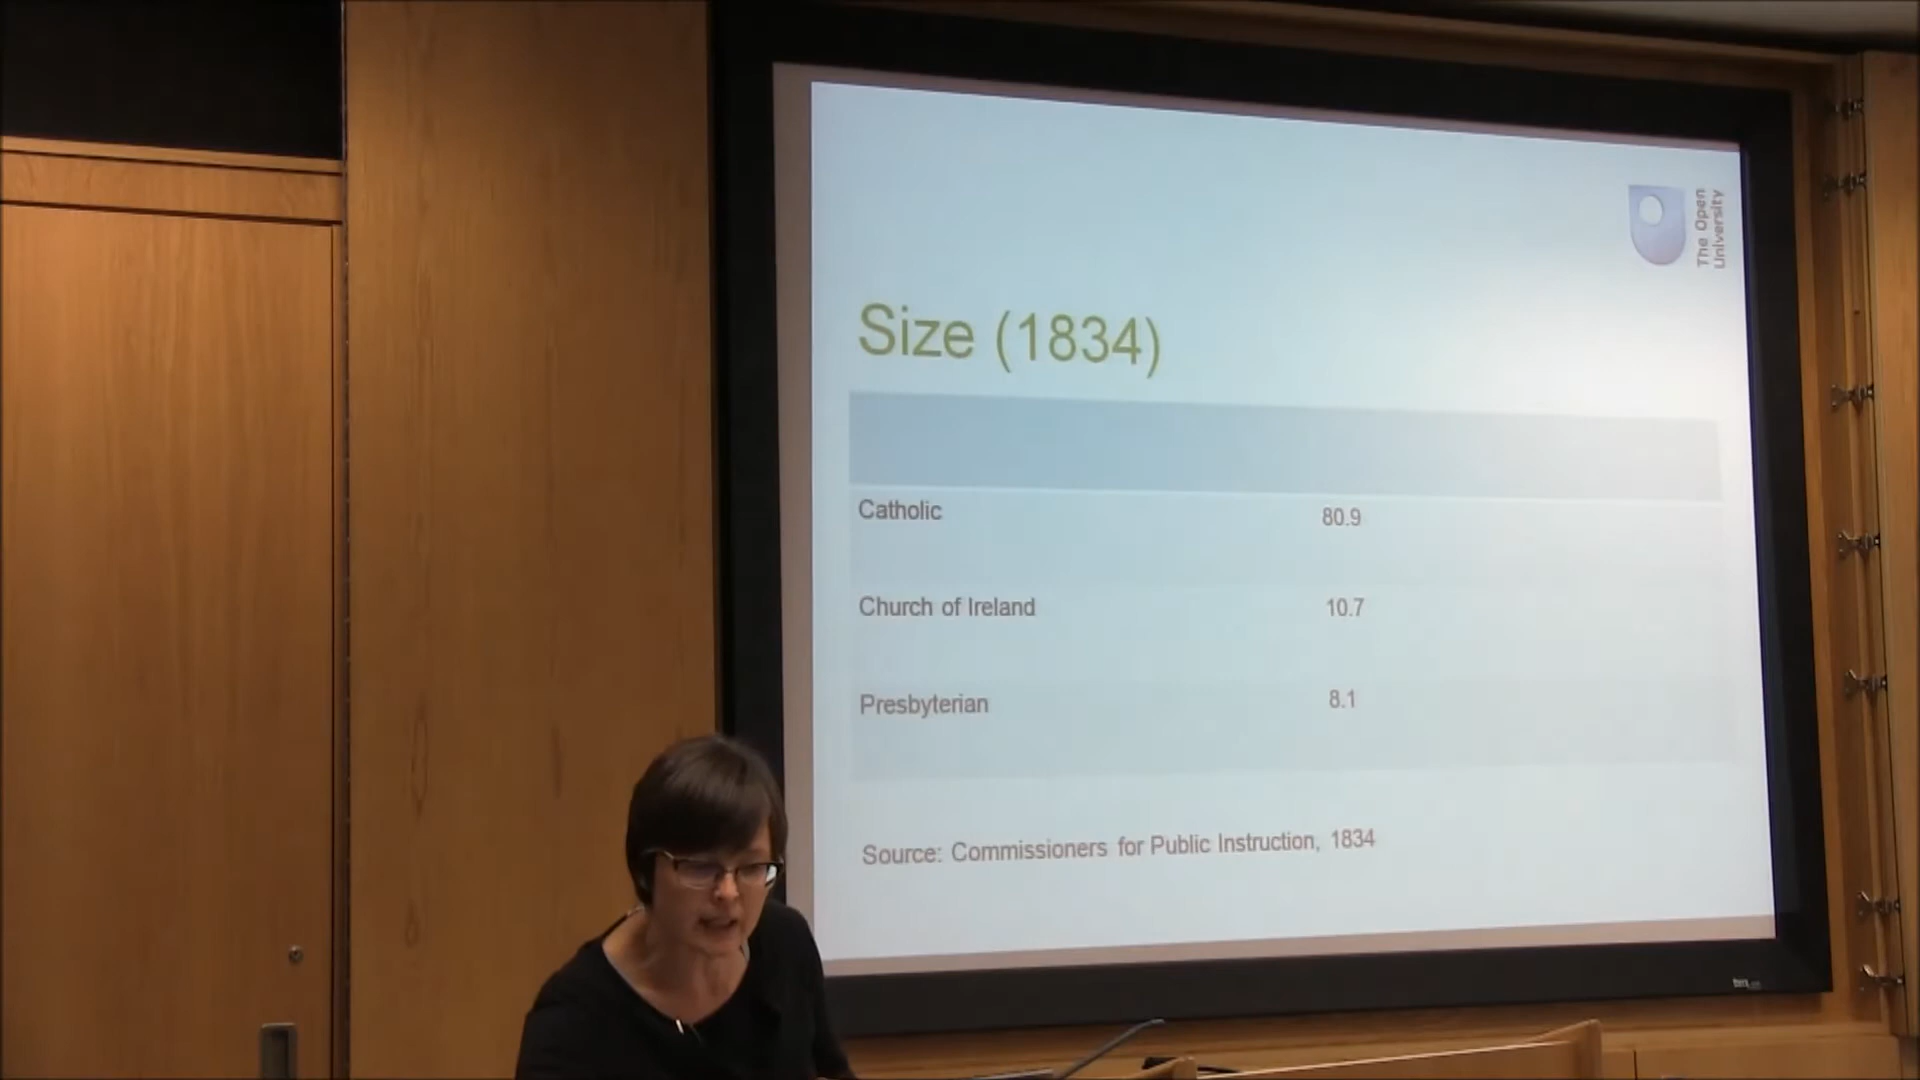 The Open
University
Size (1834)
Catholic 80.9
Church of Ireland 10.7
Presbyterian 8.1
Source: Commissioners for Public Instruction, 1834